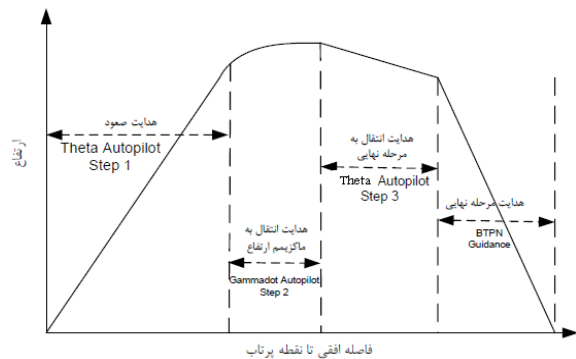 ارتفاع
هدایت صعود
Theta Autopilot
Step 1
هدایت انتقال به
ماکزیمم ارتفاع
Gammadot Autopilot
Step 2
هدایت انتقال به
مرحله نهایی
Theta Autopilot
Step 3
هدایت مرحله نهایی
BTPN
Guidance
فاصله افقی تا نقطه پرتاب